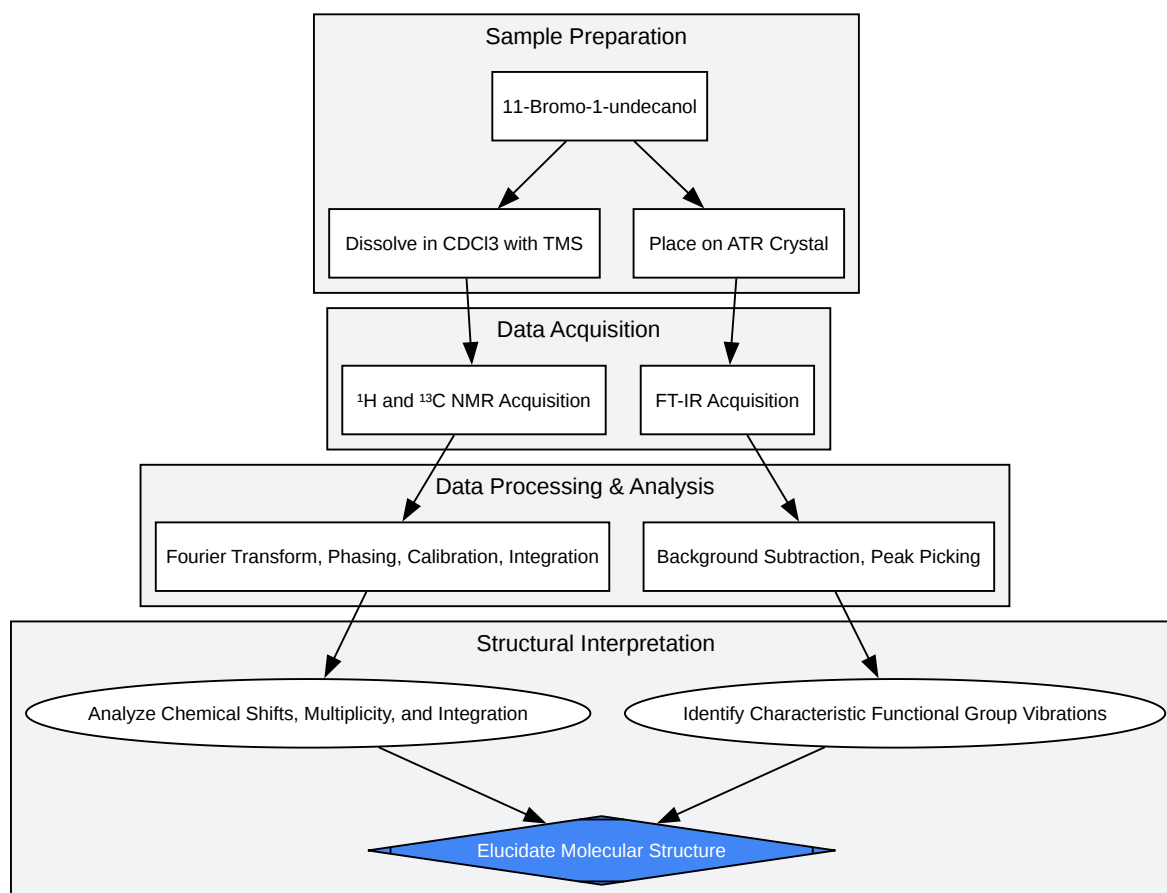 Sample Preparation
11-Bromo-1-undecanol
Dissolve in CDCl3 with TMS
Place on ATR Crystal
Data Acquisition
¹H and ¹³C NMR Acquisition
FT-IR Acquisition
Data Processing & Analysis
Fourier Transform, Phasing, Calibration, Integration
Background Subtraction, Peak Picking
Structural Interpretation
Analyze Chemical Shifts, Multiplicity, and Integration
Identify Characteristic Functional Group Vibrations
Elucidate Molecular Structure